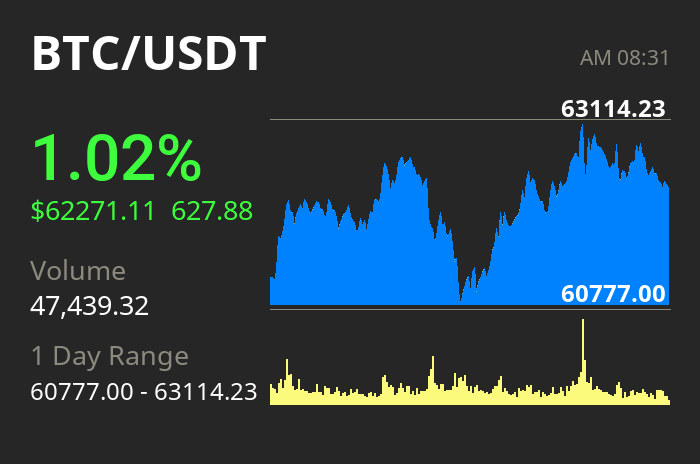 BTC/USDT
AM 08:31
63114.23
1.02%
$62271.11 627.88
Volume
47,439.32
60777.00
1 Day Range
60777.00 - 63114.23